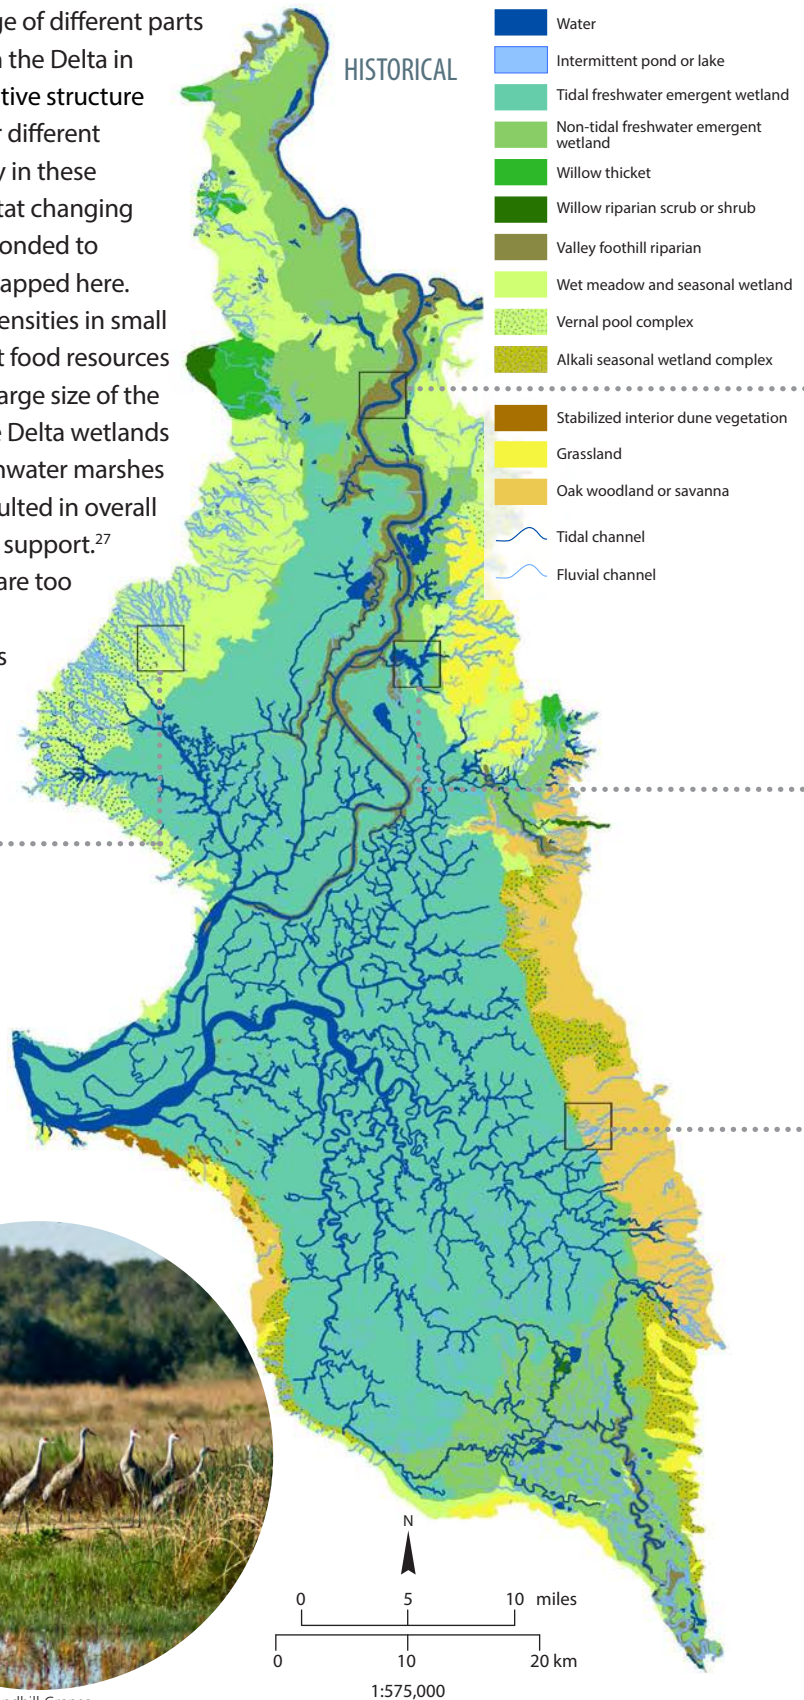 ge of different parts
the Delta in
tive structure
r different
y in these
tat changing
onded to
apped here.
ensities in small
t food resources
arge size of the
e Delta wetlands
hwater marshes
ulted in overall
support.27
are too
s
HISTORICAL
Water
Intermittent pond or lake
Tidal freshwater emergent wetland
Non-tidal freshwater emergent
wetland
Willow thicket
Willow riparian scrub or shrub
Valley foothill riparian
Wet meadow and seasonal wetland
Vernal pool complex
Alkali seasonal wetland complex
Stabilized interior dune vegetation
Grassland
Oak woodland or savanna
Tidal channel
Fluvial channel
N
0 5 10 miles
0 10 20 km
1:575,000